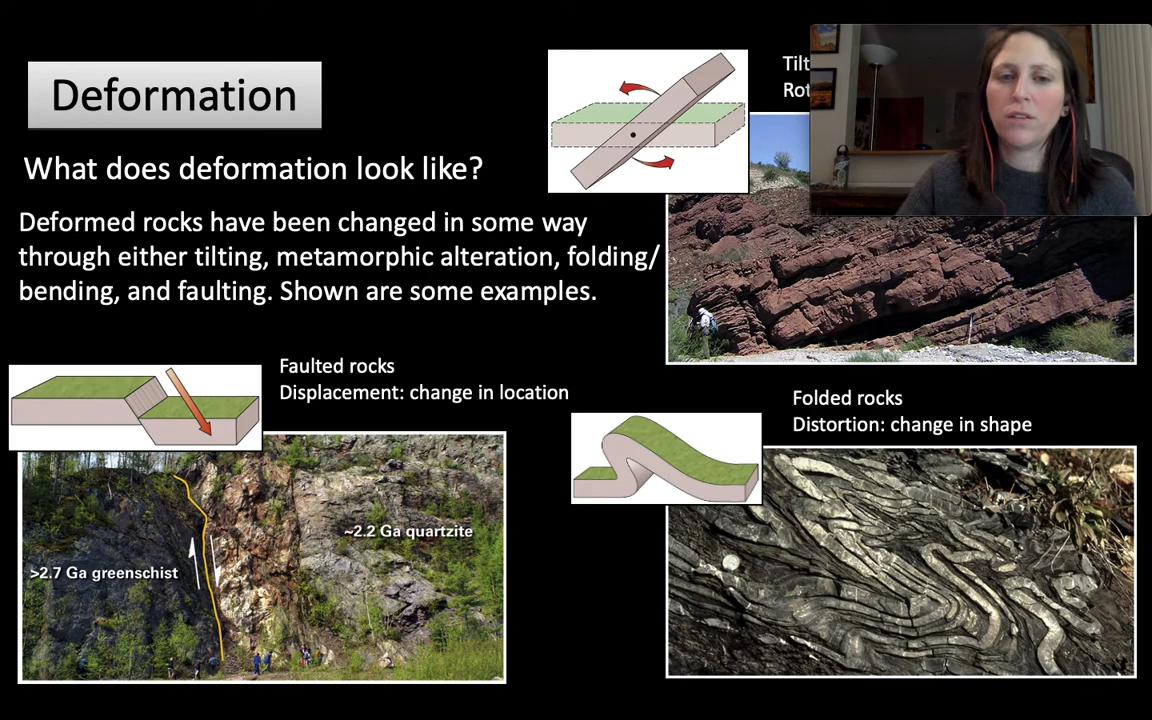 Deformation
What does deformation look like?
Deformed rocks have been changed in some way
through either tilting, metamorphic alteration, folding/
bending, and faulting. Shown are some examples.
Faulted rocks
Displacement: change in location
>2.7 Ga greenschist
~2.2 Ga quartzite
Folded rocks
Distortion: change in shape